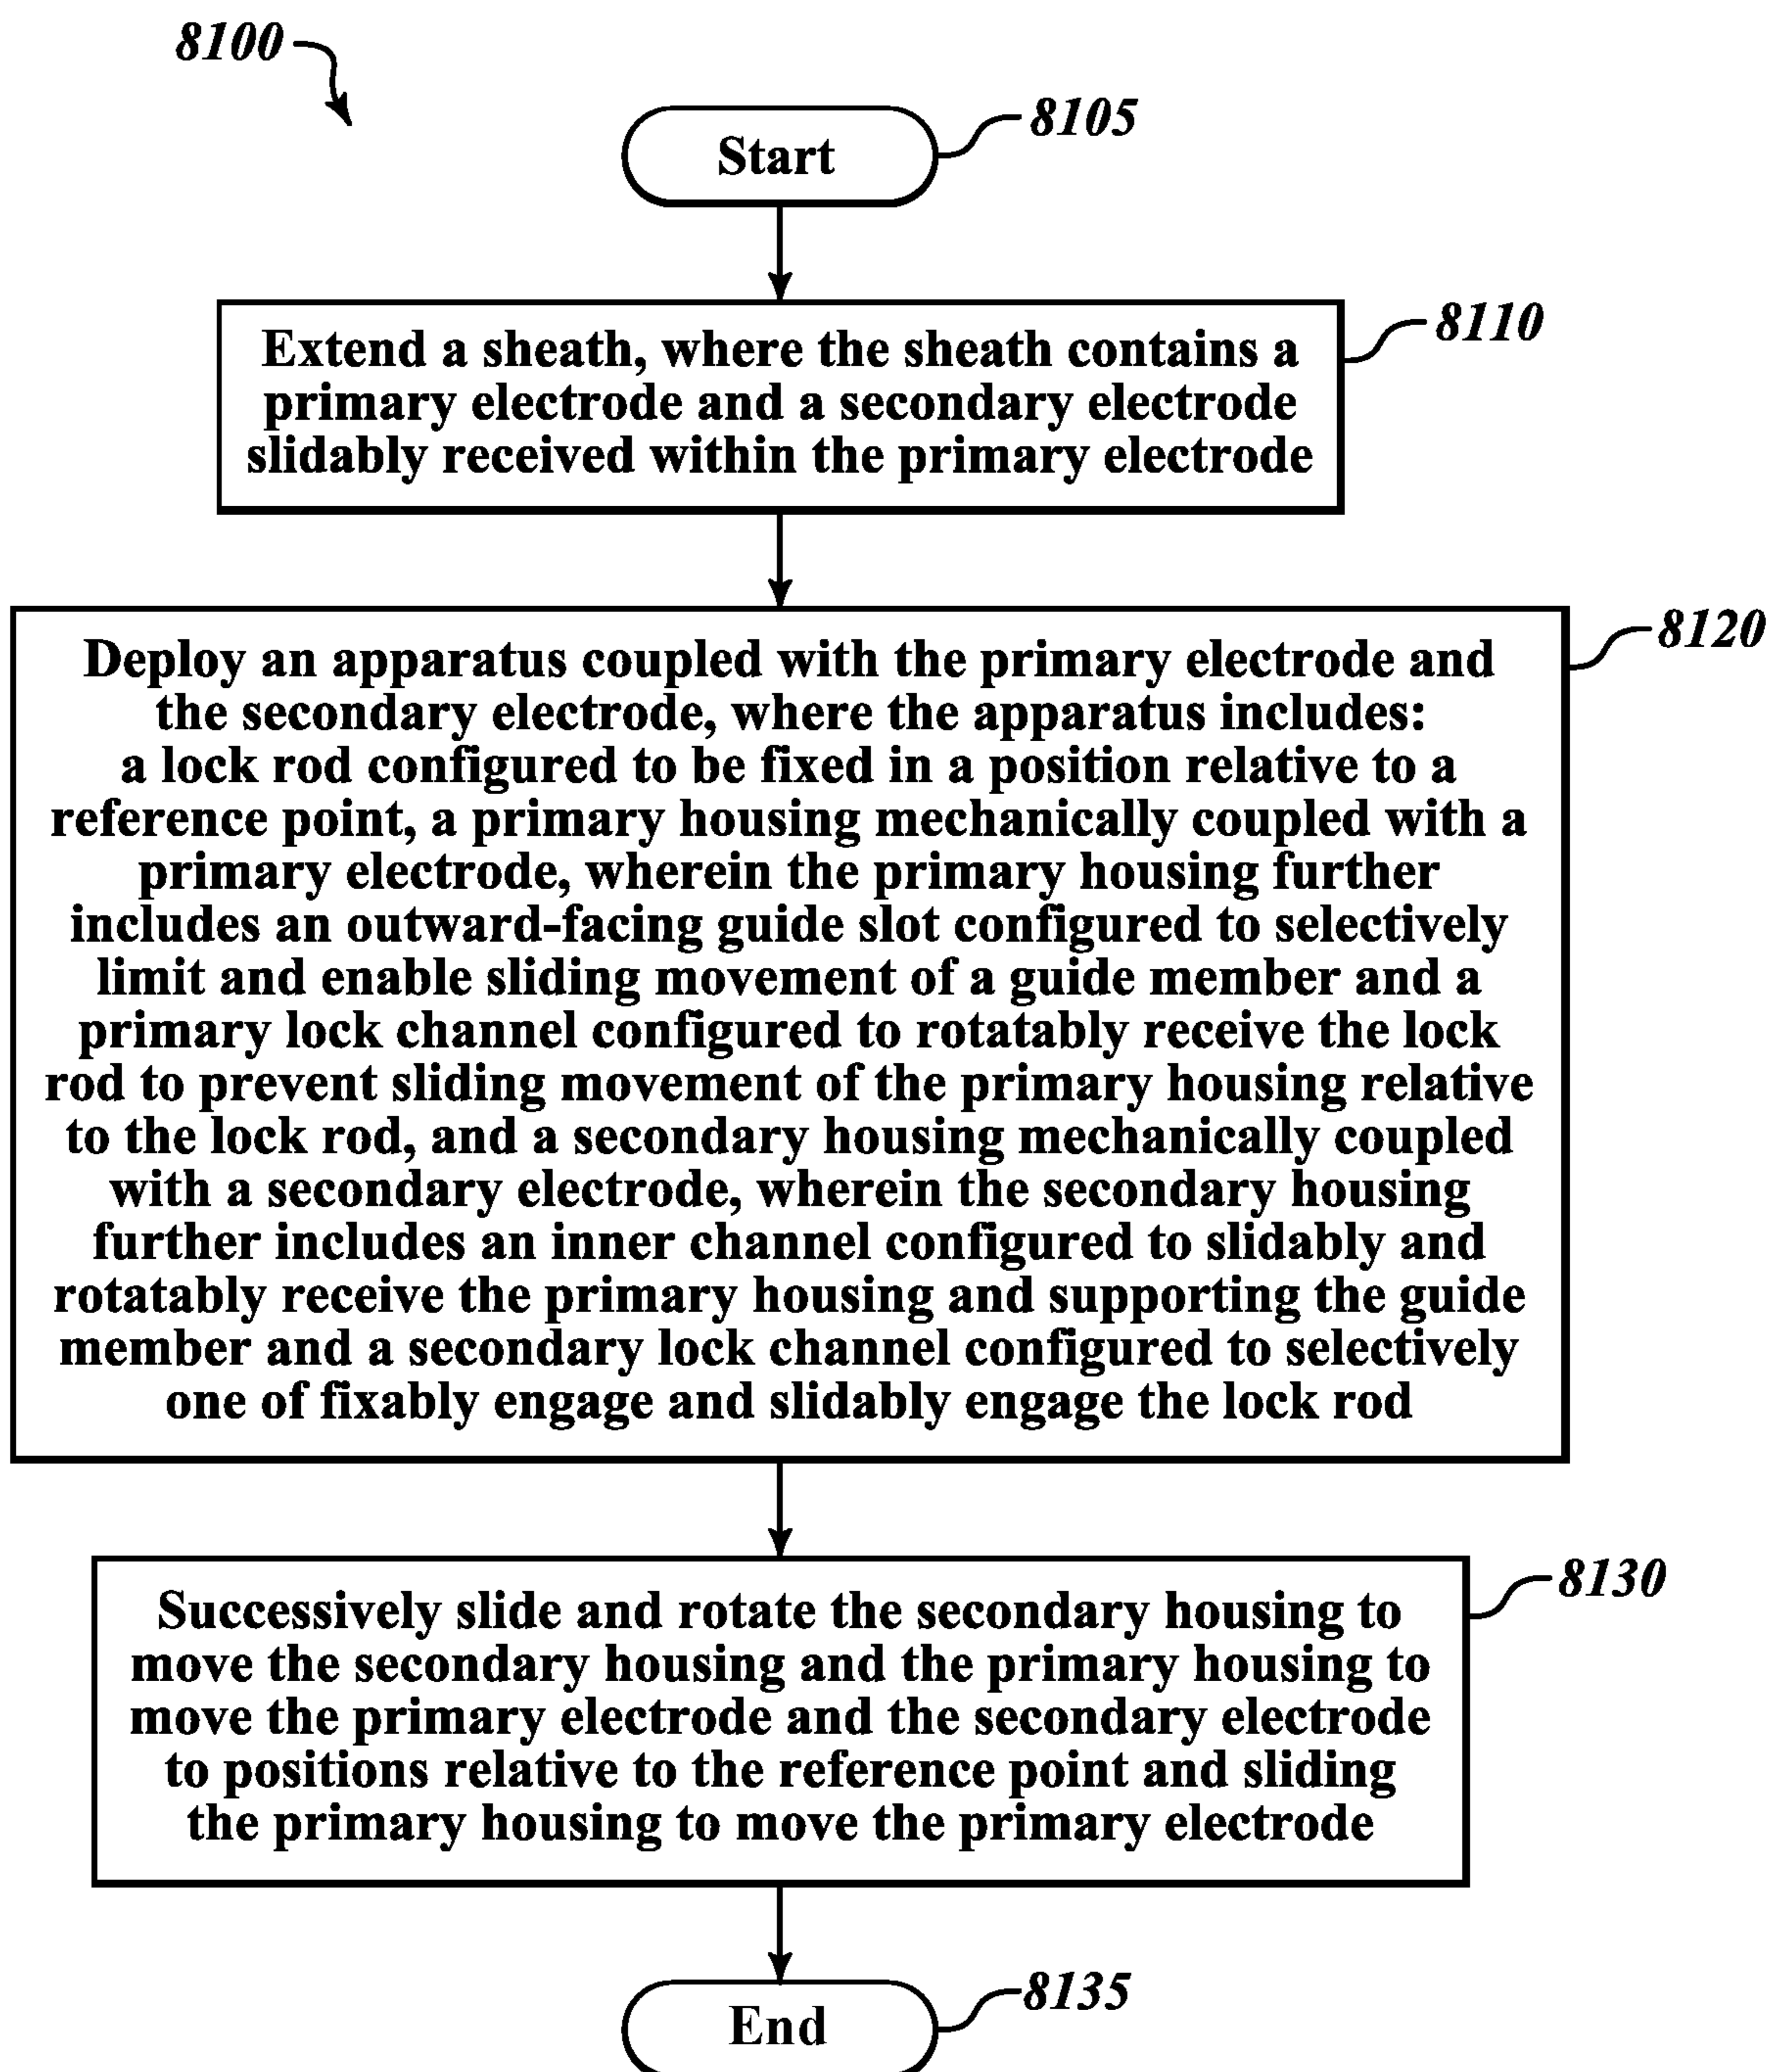 8100
Start
8105
Extend a sheath, where the sheath contains a
primary electrode and a secondary electrode
slidably received within the primary electrode
8110
Deploy an apparatus coupled with the primary electrode and
the secondary electrode, where the apparatus includes:
a lock rod configured to be fixed in a position relative to a
reference point, a primary housing mechanically coupled with a
primary electrode, wherein the primary housing further
includes an outward-facing guide slot configured to selectively
limit and enable sliding movement of a guide member and a
primary lock channel configured to rotatably receive the lock
rod to prevent sliding movement of the primary housing relative
to the lock rod, and a secondary housing mechanically coupled
with a secondary electrode, wherein the secondary housing
further includes an inner channel configured to slidably and
rotatably receive the primary housing and supporting the guide
member and a secondary lock channel configured to selectively
one of fixably engage and slidably engage the lock rod
8120
Successively slide and rotate the secondary housing to
move the secondary housing and the primary housing to
move the primary electrode and the secondary electrode
to positions relative to the reference point and sliding
the primary housing to move the primary electrode
8130
End
8135